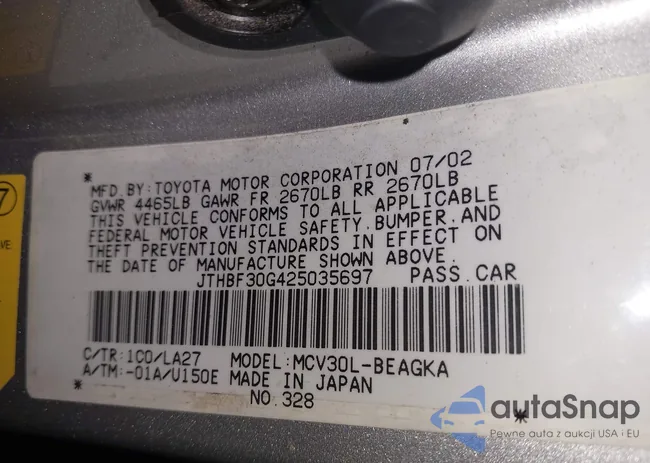 * MFD. BY: TOYOTA MOTOR CORPORATION 07/02
GVWR 4465LB GAWR FR 2670LB RR 2670LB
THIS VEHICLE CONFORMS TO ALL APPLICABLE
FEDERAL MOTOR VEHICLE SAFETY, BUMPER, AND
THEFT PREVENTION STANDARDS IN EFFECT ON
THE DATE OF MANUFACTURE SHOWN ABOVE.
JTHBF30G425035697 PASS. CAR
C/TR: 1C0/LA27 MODEL: MCV30L-BEAGKA
A/TM: -01A/U150E MADE IN JAPAN
* NO. 328 *
7
VE
autaSnap
Pewne auta z aukcji USA i EU